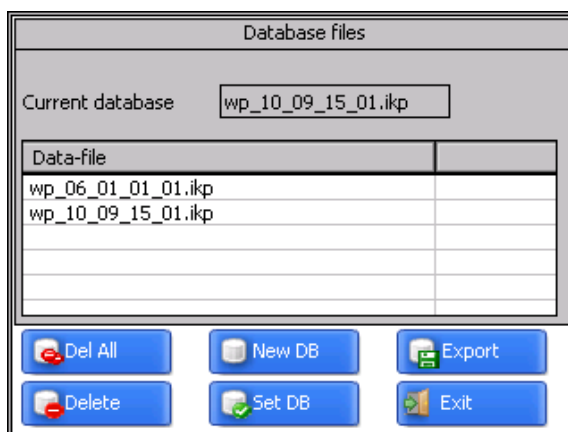 Database files
Current database wp_10_09_15_01.ikp
Data-file
wp_06_01_01_01.ikp
wp_10_09_15_01.ikp
Del All New DB Export
Delete Set DB Exit